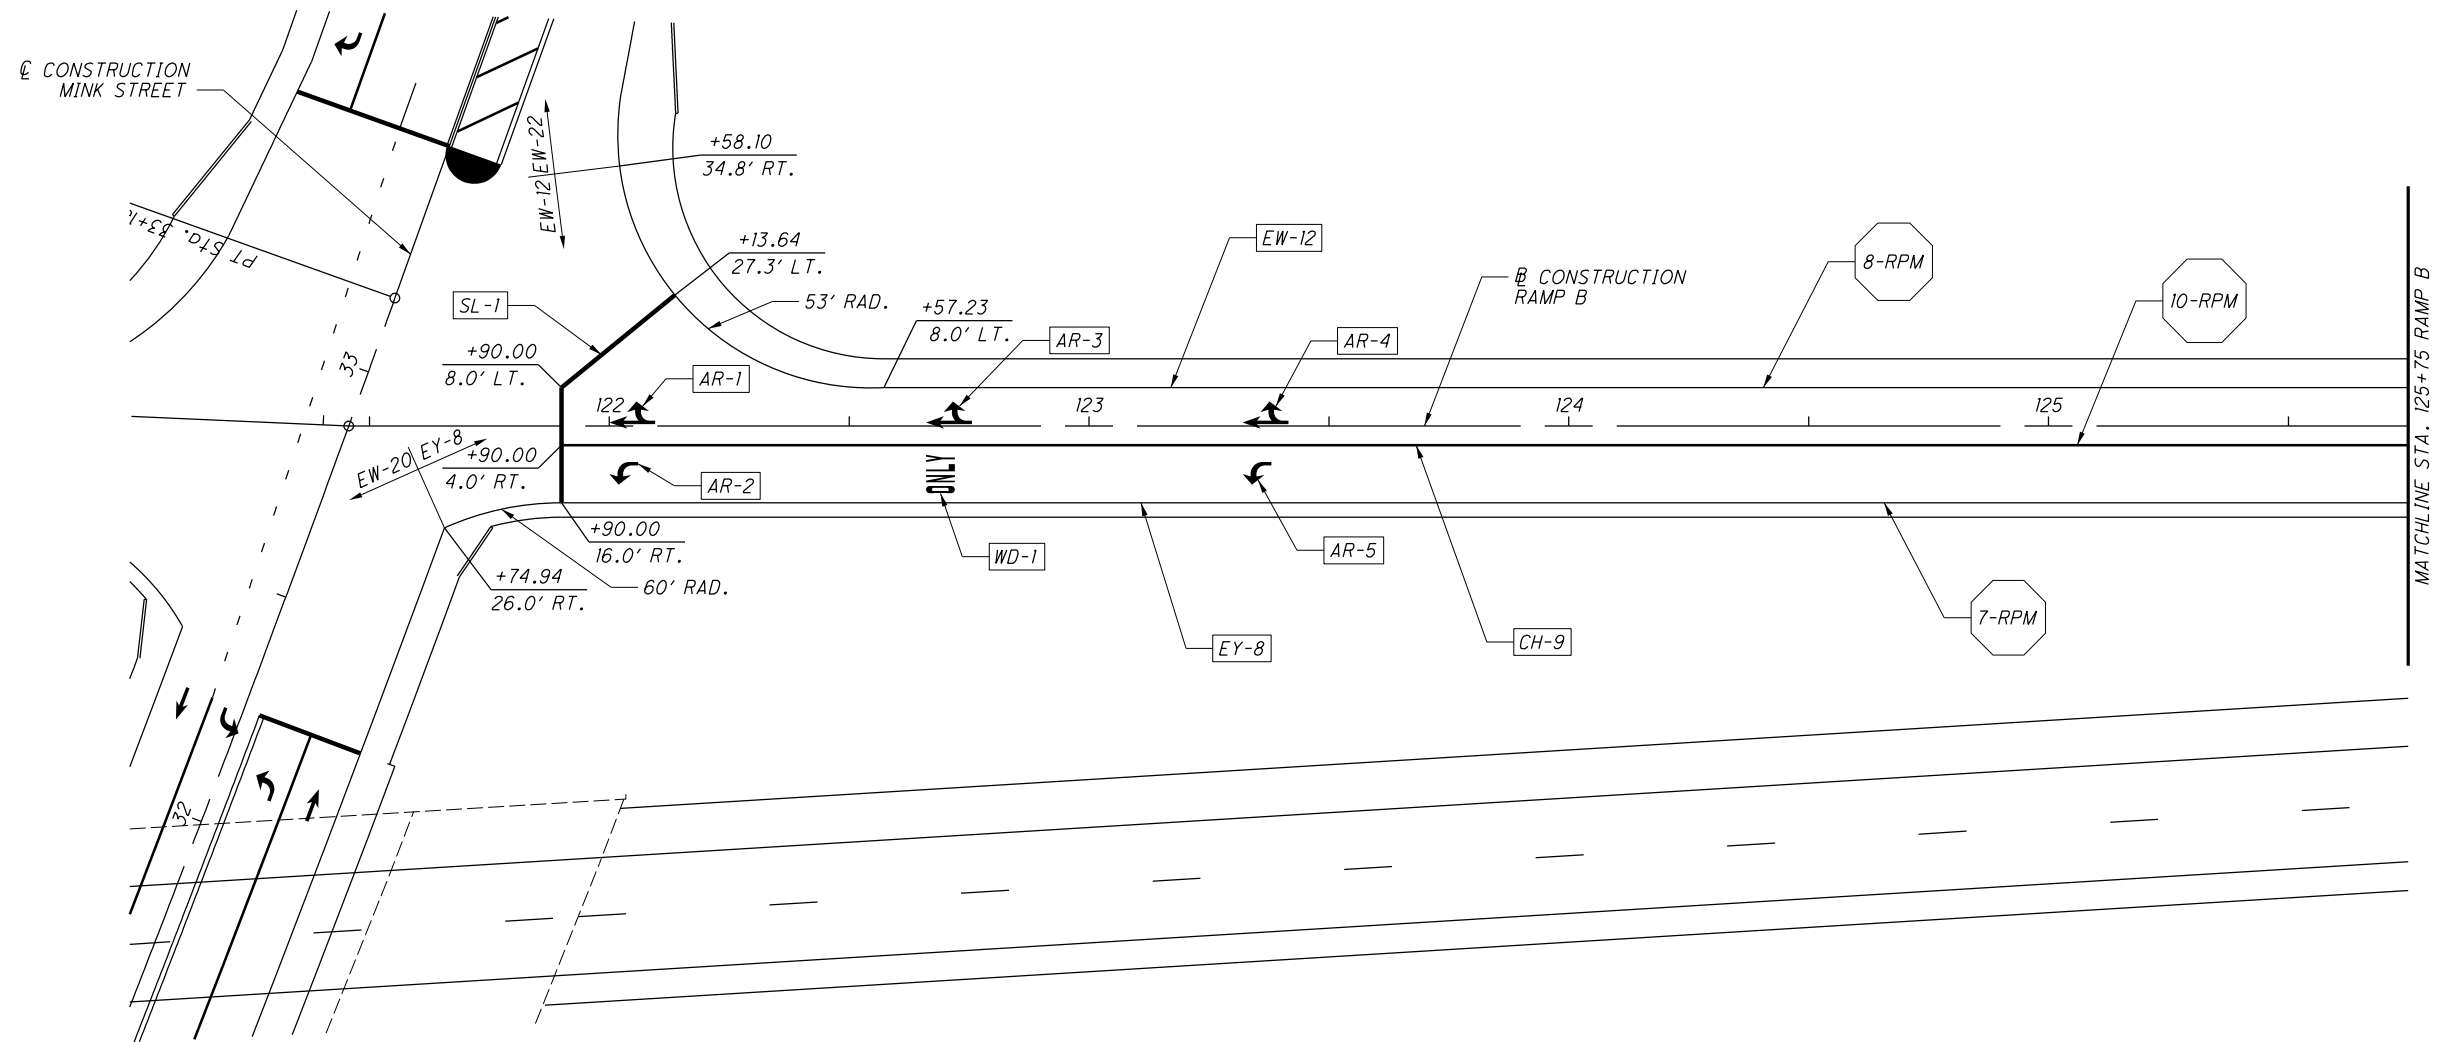 ℄ CONSTRUCTION
MINK STREET
EW-12 EW-22
+58.10
34.8' RT.
PT Sta. 33+1
+13.64
27.3' LT.
EW-12
8-RPM
10-RPM
SL-1
53' RAD.
CONSTRUCTION
RAMP B
+57.23
8.0' LT.
AR-3
AR-4
+90.00
8.0' LT.
AR-1
33
122
123
124
125
MATCHLINE STA. 125+75 RAMP B
EW-20 EY-8
+90.00
4.0' RT.
AR-2
ONLY
+90.00
16.0' RT.
WD-1
AR-5
+74.94
26.0' RT.
60' RAD.
7-RPM
EY-8
CH-9
32